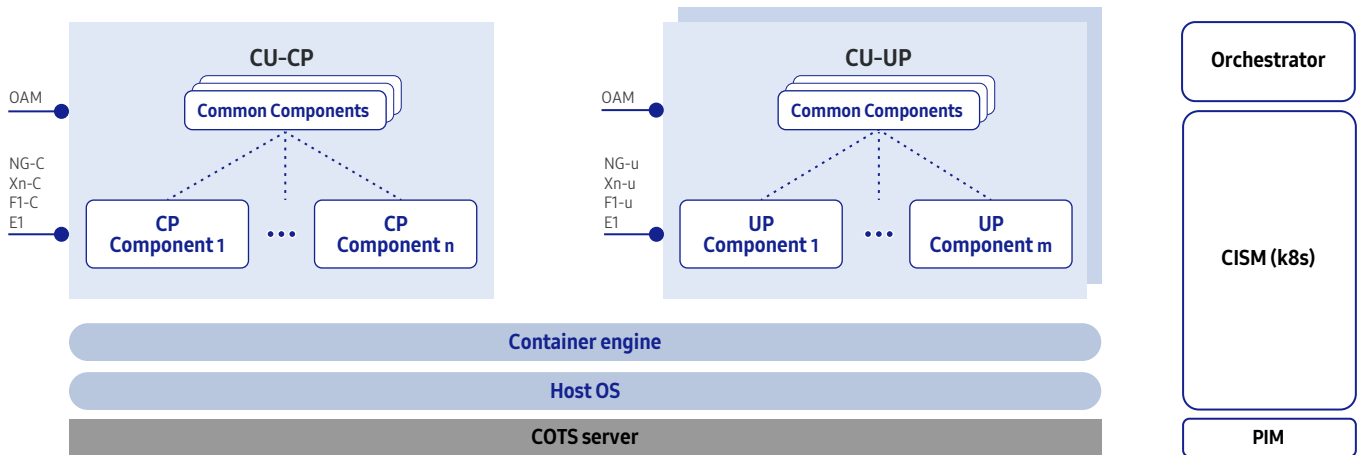 CU-CP
Common Components
OAM
NG-C
Xn-C
F1-C
E1
CP
Component 1
•••
CP
Component n
CU-UP
Common Components
OAM
NG-u
Xn-u
F1-u
E1
UP
Component 1
•••
UP
Component m
Container engine
Host OS
COTS server
Orchestrator
CISM (k8s)
PIM